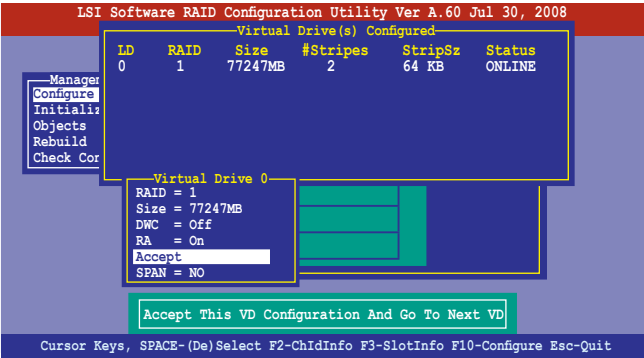 LSI Software RAID Configuration Utility Ver A.60 Jul 30, 2008
Virtual Drive(s) Configured
LD RAID Size #Stripes StripSz Status
0 1 77247MB 2 64 KB ONLINE
Manager
Configure
Initializ
Objects
Rebuild
Check Con
Virtual Drive 0
RAID = 1
Size = 77247MB
DWC = Off
RA = On
Accept
SPAN = NO
Accept This VD Configuration And Go To Next VD
Cursor Keys, SPACE-(De)Select F2-ChIdInfo F3-SlotInfo F10-Configure Esc-Quit